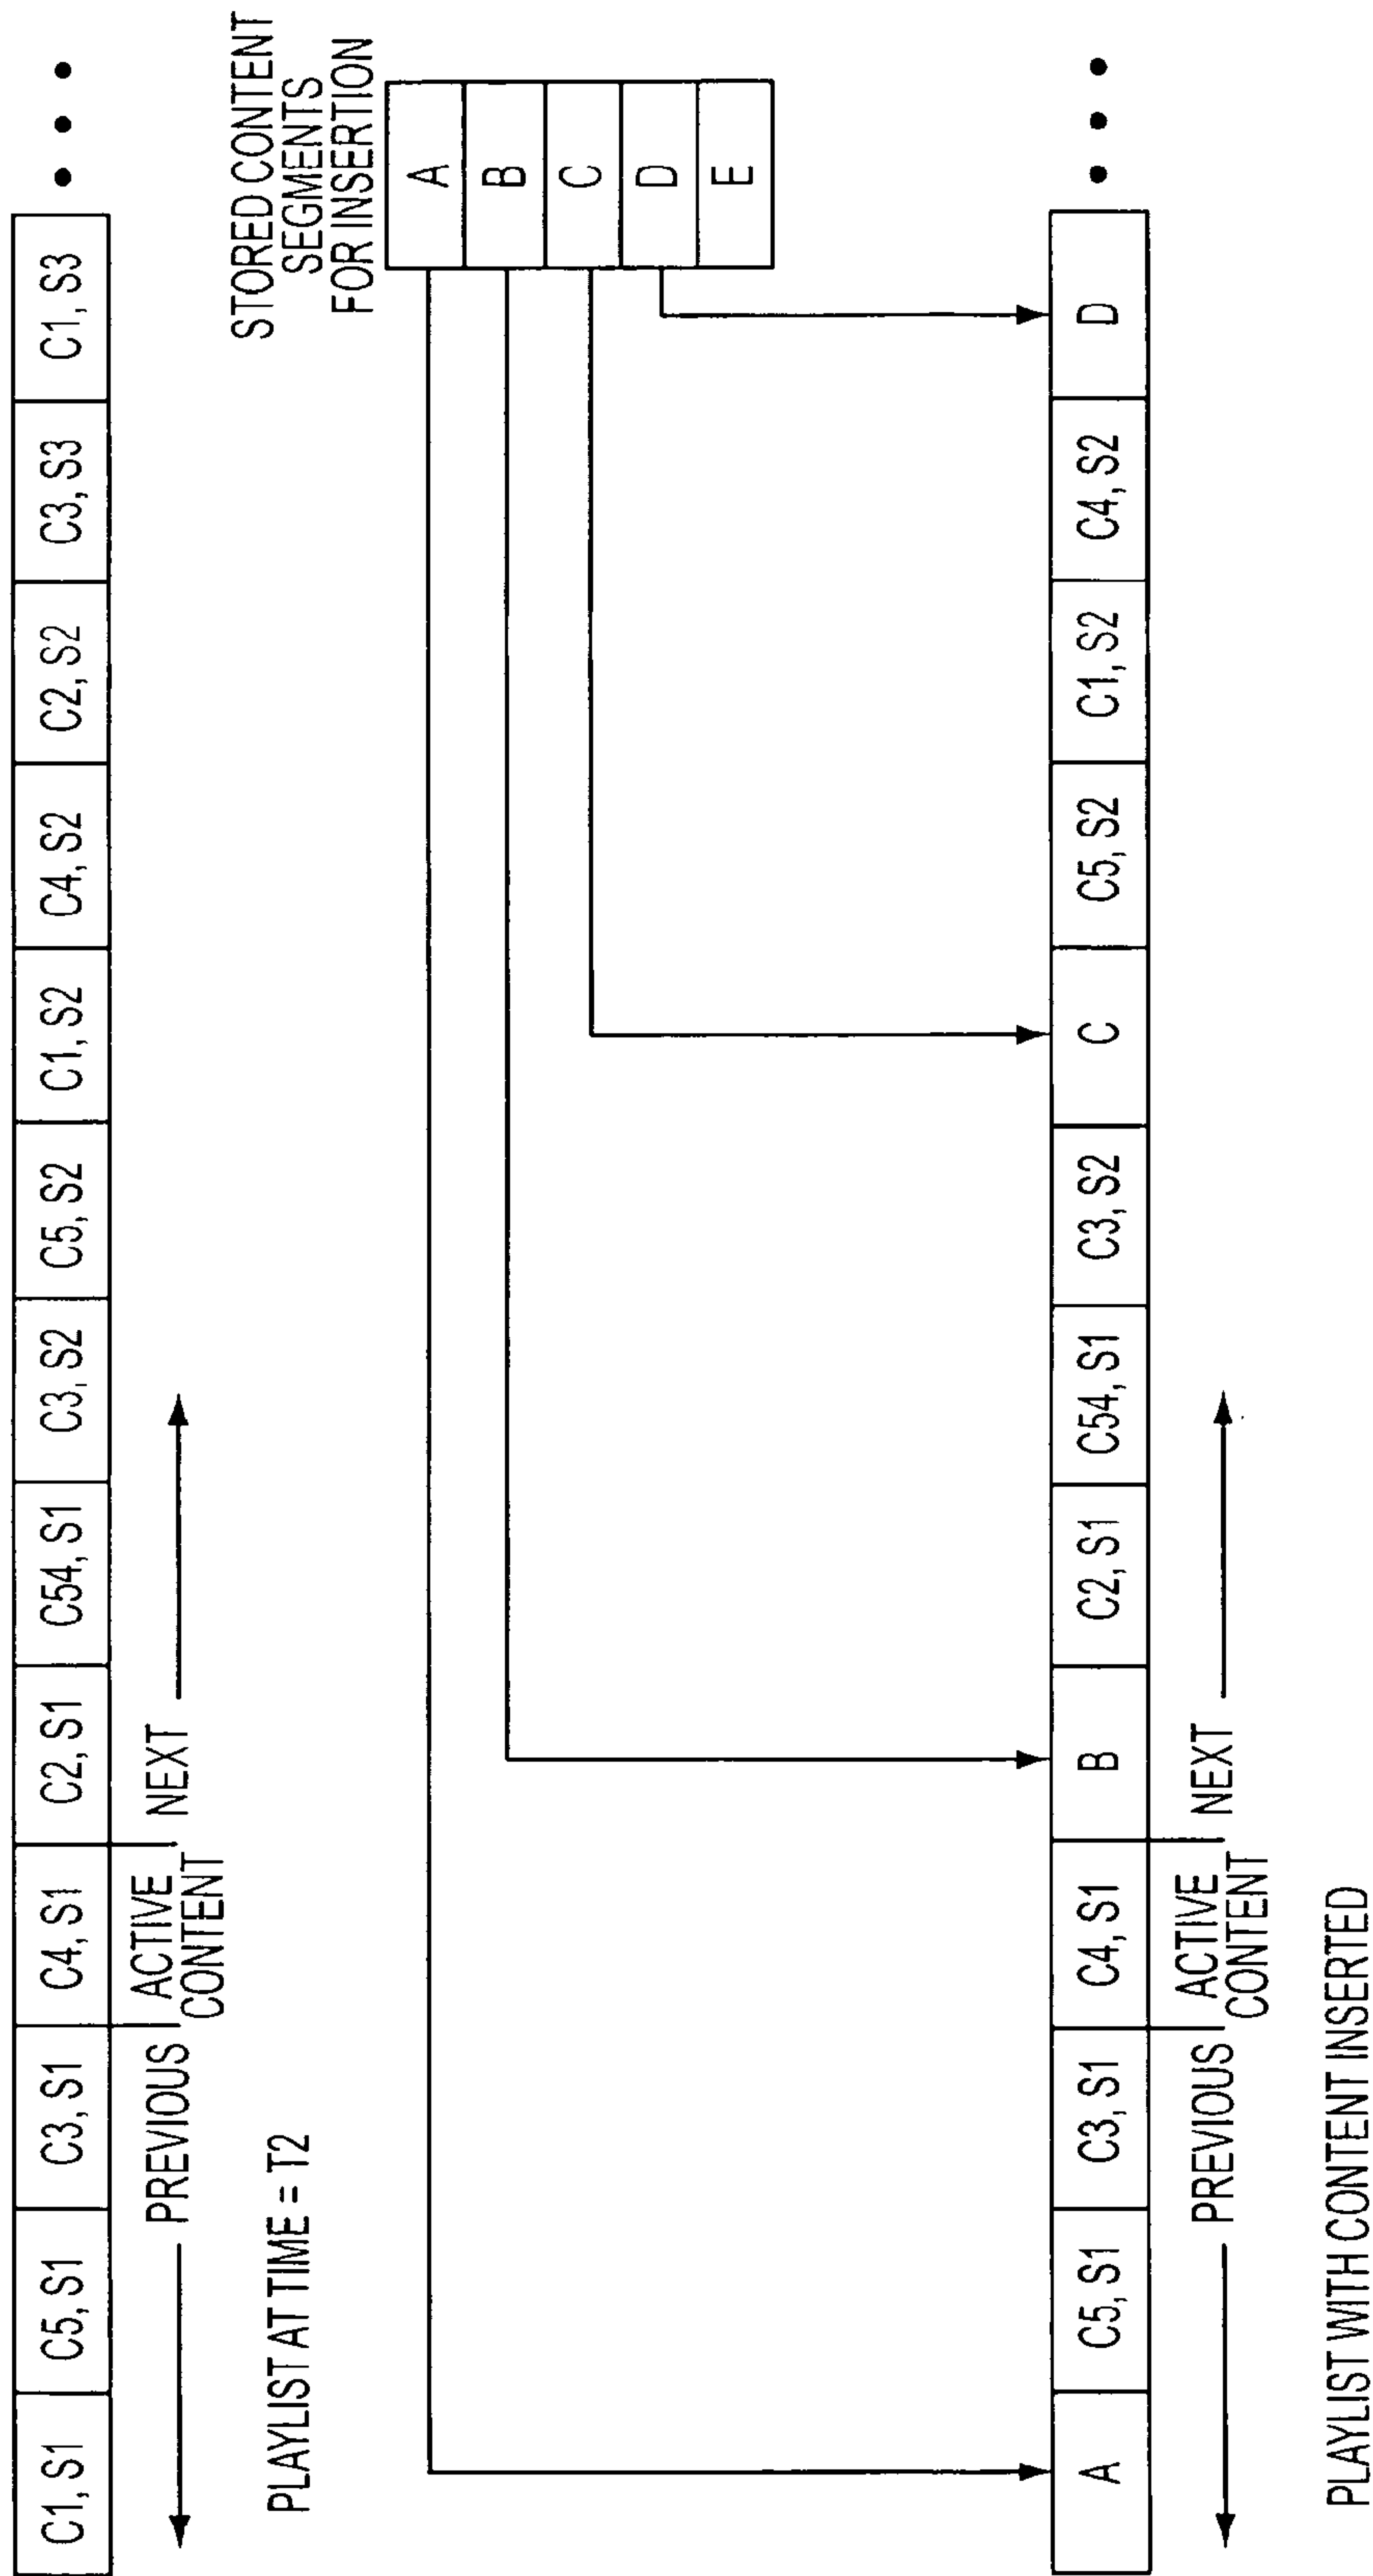 C1, S1
C5, S1
C3, S1
C4, S1
C2, S1
C54, S1
C3, S2
C5, S2
C1, S2
C4, S2
C2, S2
C3, S3
C1, S3
PREVIOUS
ACTIVE
CONTENT
NEXT
PLAYLIST AT TIME = T2
STORED CONTENT
SEGMENTS
FOR INSERTION
A
B
C
D
E
A
C5, S1
C3, S1
C4, S1
B
C2, S1
C54, S1
C3, S2
C
C5, S2
C1, S2
C4, S2
D
PREVIOUS
ACTIVE
CONTENT
NEXT
PLAYLIST WITH CONTENT INSERTED